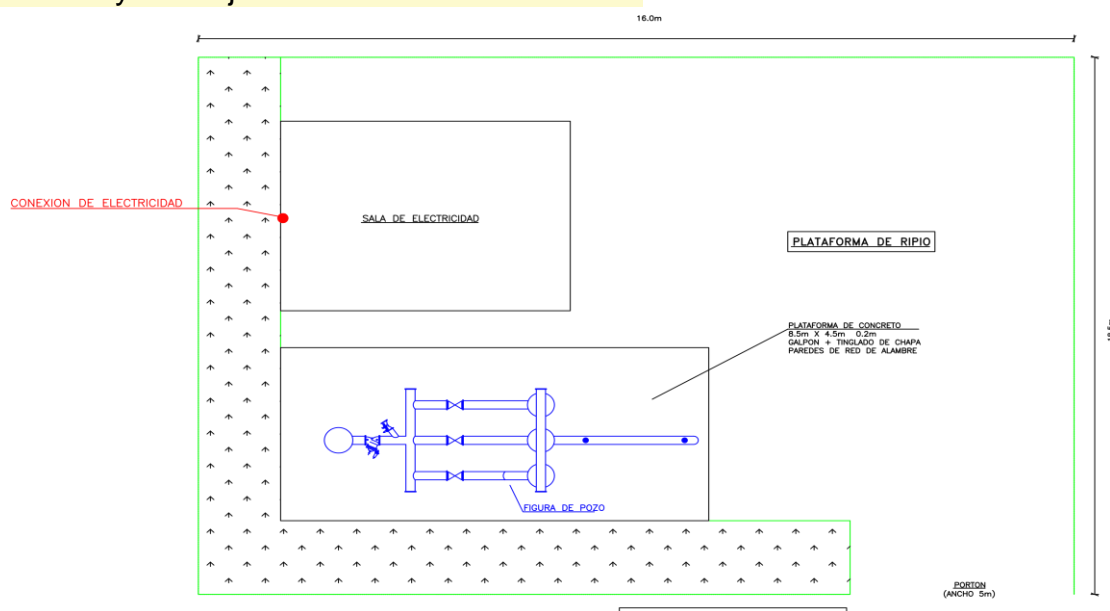 16.0m
CONEXION DE ELECTRICIDAD
SALA DE ELECTRICIDAD
PLATAFORMA DE RIPIO
PLATAFORMA DE CONCRETO
8.5m X 4.5m 0.2m
GALPON + TINGLADO DE CHAPA
PAREDES DE RED DE ALAMBRE
FIGURA DE POZO
PORTON
(ANCHO 5m)